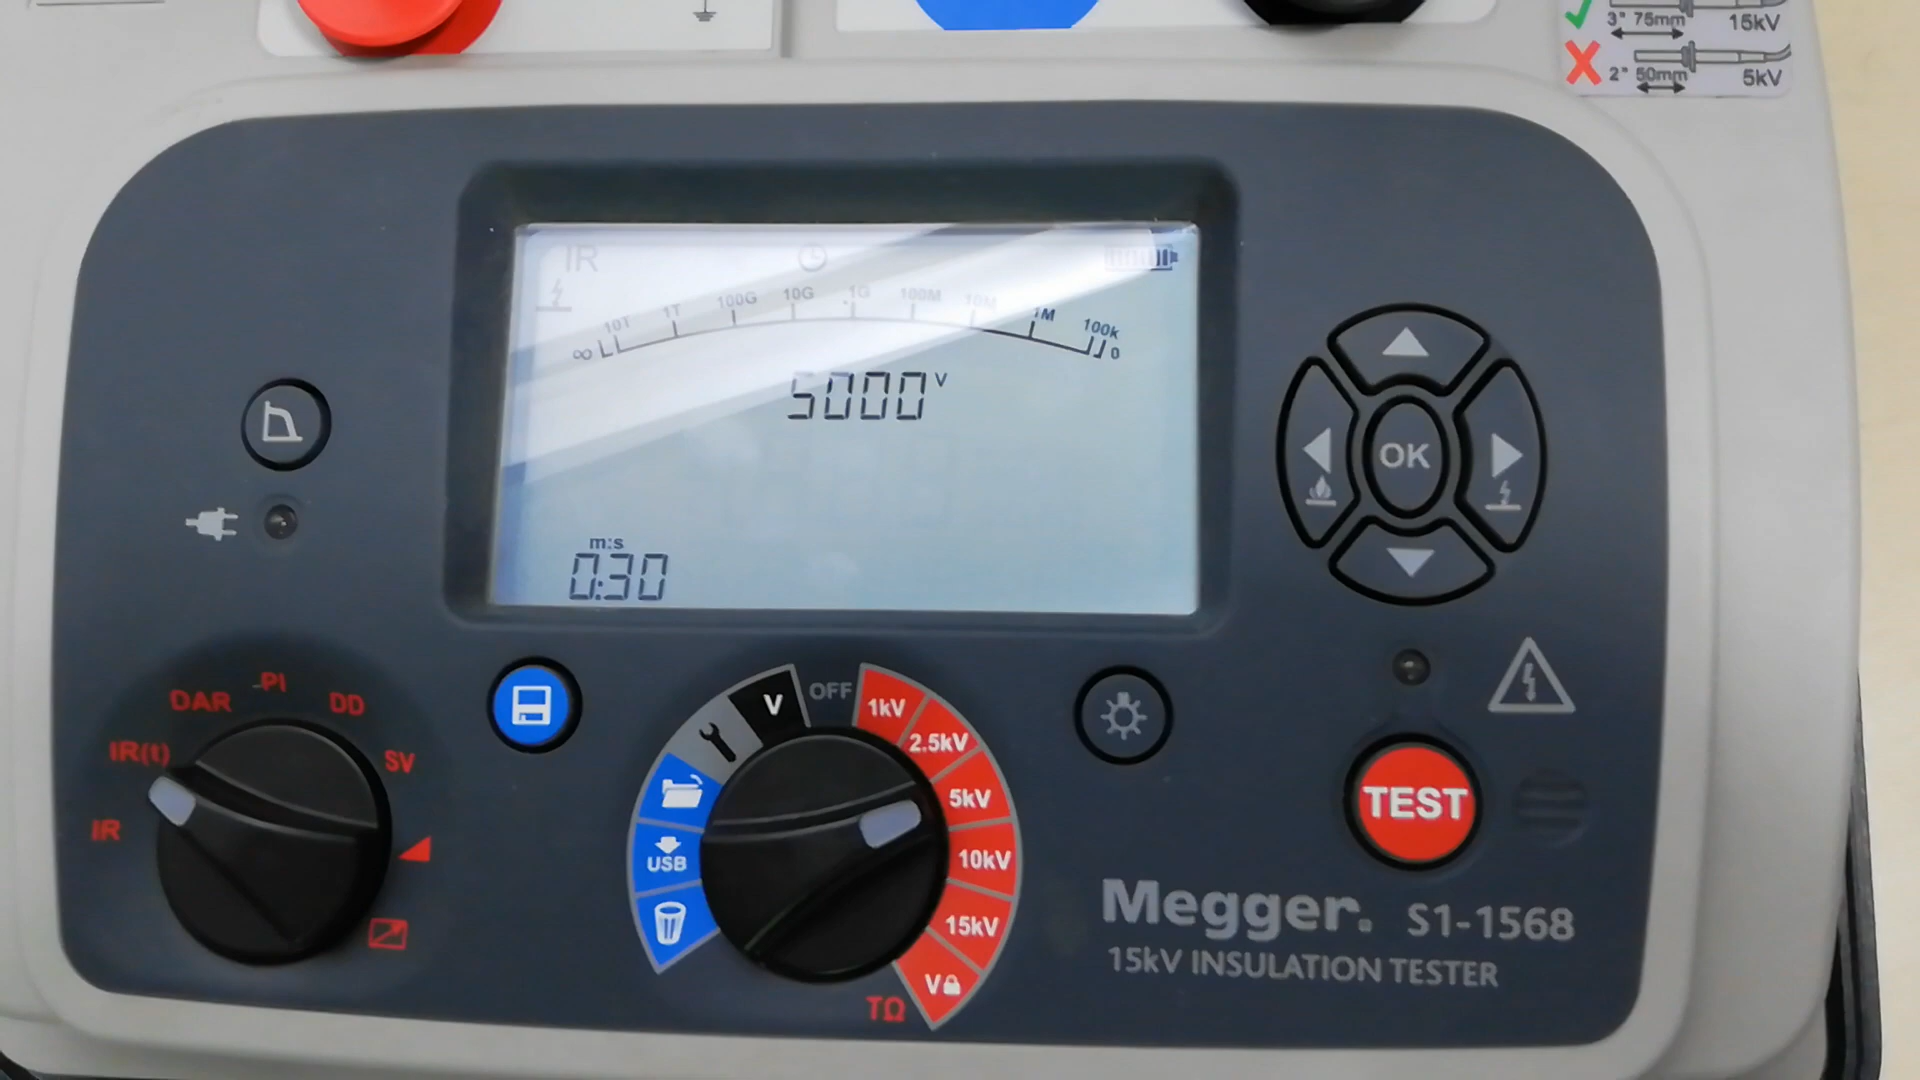 3" 75mm 15kV
2" 50mm 5kV
IR
10T 1T 100G 10G 1G 100M 10M 1M 100k
∞ 0
5000 V
m:s
0:30
OK
DAR PI DD
IR(t) SV
IR
V OFF 1kV
2.5kV
5kV
USB 10kV
15kV
V
TΩ
TEST
Megger. S1-1568
15kV INSULATION TESTER